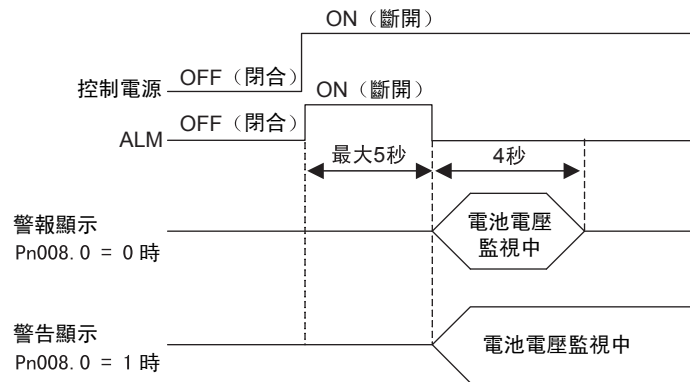 ON（斷開）
控制電源
OFF（閉合）
ON（斷開）
ALM
OFF（閉合）
最大5秒
4秒
警報顯示
Pn008.0 = 0 時
電池電壓
監視中
警告顯示
Pn008.0 = 1 時
電池電壓監視中